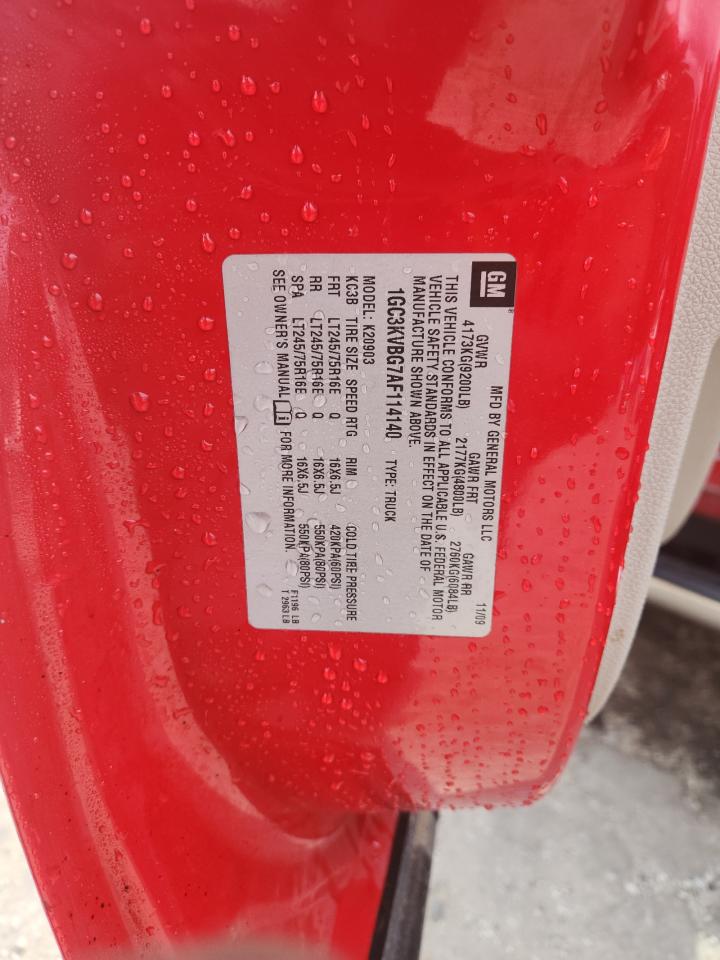 GM
MFD BY GENERAL MOTORS LLC 11/09
GVWR GAWR FRT GAWR RR
4173KG(9200LB) 2177KG(4800LB) 2760KG(6084LB)
THIS VEHICLE CONFORMS TO ALL APPLICABLE U.S. FEDERAL MOTOR
VEHICLE SAFETY STANDARDS IN EFFECT ON THE DATE OF
MANUFACTURE SHOWN ABOVE.
1GC3KVBG7AF114140 TYPE: TRUCK
MODEL: K20903
KC3B TIRE SIZE SPEED RTG RIM COLD TIRE PRESSURE
FRT LT245/75R16E Q 16X6.5J 420KPA(60PSI)
RR LT245/75R16E Q 16X6.5J 550KPA(80PSI)
SPA LT245/75R16E Q 16X6.5J 550KPA(80PSI)
SEE OWNER'S MANUAL i FOR MORE INFORMATION.
F1196 LB
T 2963 LB